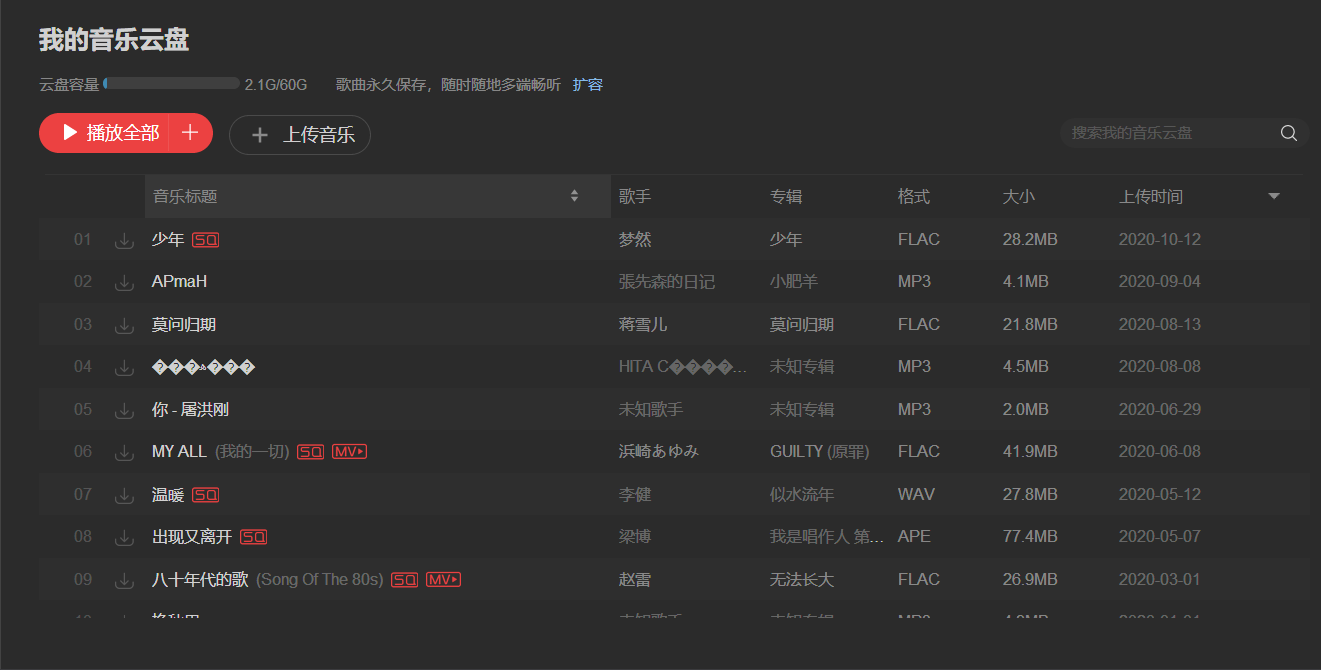 我的音乐云盘
云盘容量 2.1G/60G 歌曲永久保存，随时随地多端畅听 扩容
播放全部 + + 上传音乐 搜索我的音乐云盘
音乐标题 歌手 专辑 格式 大小 上传时间
01 少年 SQ 梦然 少年 FLAC 28.2MB 2020-10-12
02 APmaH 張先森的日记 小肥羊 MP3 4.1MB 2020-09-04
03 莫问归期 蒋雪儿 莫问归期 FLAC 21.8MB 2020-08-13
04 HITA C����... 未知专辑 MP3 4.5MB 2020-08-08
05 你 - 屠洪刚 未知歌手 未知专辑 MP3 2.0MB 2020-06-29
06 MY ALL (我的一切) SQ MV 浜崎あゆみ GUILTY (原罪) FLAC 41.9MB 2020-06-08
07 温暖 SQ 李健 似水流年 WAV 27.8MB 2020-05-12
08 出现又离开 SQ 梁博 我是唱作人 第... APE 77.4MB 2020-05-07
09 八十年代的歌 (Song Of The 80s) SQ MV 赵雷 无法长大 FLAC 26.9MB 2020-03-01